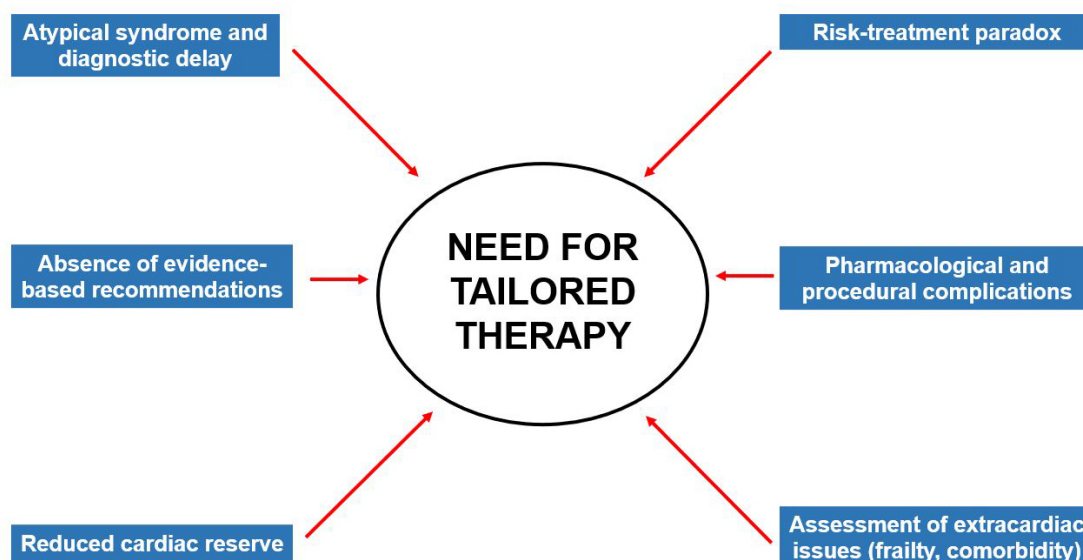 Atypical syndrome and
diagnostic delay
Risk-treatment paradox
NEED FOR
TAILORED
THERAPY
Absence of evidence-
based recommendations
Pharmacological and
procedural complications
Reduced cardiac reserve
Assessment of extracardiac
issues (frailty, comorbidity)